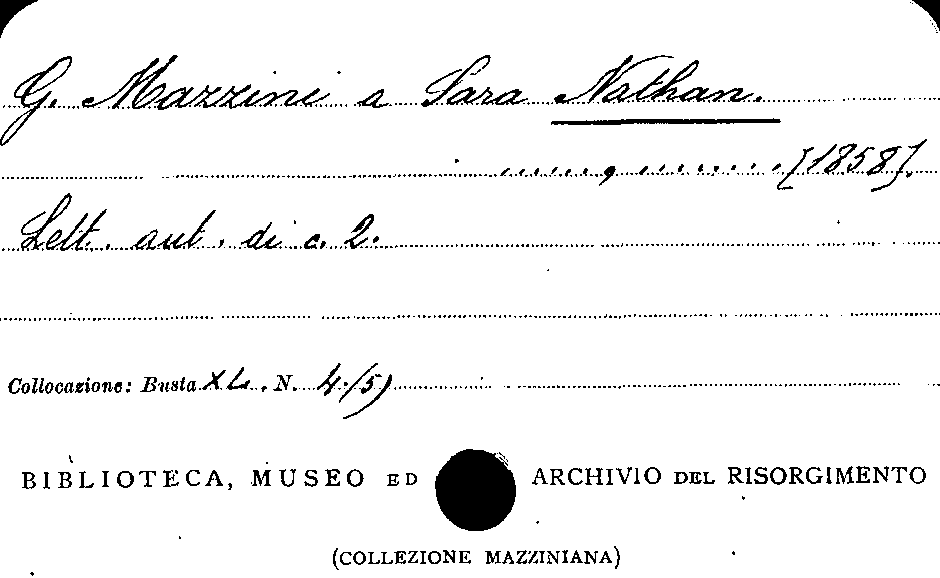 G. Mazzini a Sara Nathan.
......, ........ [1858].
Lett. aut. di c. 2.
Collocazione: Busta XL. N. 4/5)
BIBLIOTECA, MUSEO ED ARCHIVIO DEL RISORGIMENTO
(COLLEZIONE MAZZINIANA)